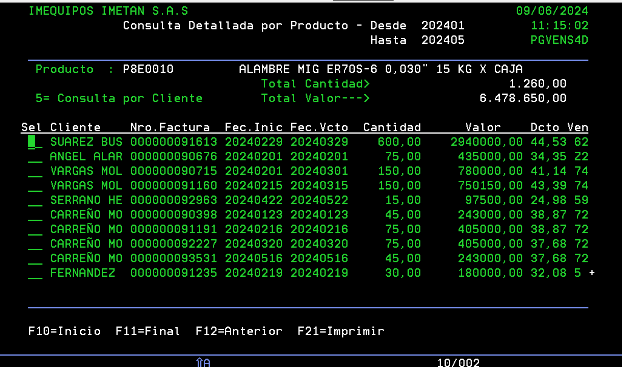 IMEQUIPOS IMETAN S.A.S 09/06/2024
Consulta Detallada por Producto - Desde 202401 11:15:02
Hasta 202405 PGVENS4D
Producto : P8E0010 ALAMBRE MIG ER70S-6 0,030" 15 KG X CAJA
Total Cantidad> 1.260,00
5= Consulta por Cliente Total Valor---> 6.478.650,00
Sel Cliente Nro.Factura Fec.Inic Fec.Vcto Cantidad Valor Dcto Ven
SUAREZ BUS 000000091613 20240229 20240329 600,00 2940000,00 44,53 62
ANGEL ALAR 000000090676 20240201 20240201 75,00 435000,00 34,35 22
VARGAS MOL 000000090715 20240201 20240301 150,00 780000,00 41,14 74
VARGAS MOL 000000091160 20240215 20240315 150,00 750150,00 43,39 74
SERRANO HE 000000092963 20240422 20240522 15,00 97500,00 24,98 59
CARREÑO MO 000000090398 20240123 20240123 45,00 243000,00 38,87 72
CARREÑO MO 000000091191 20240216 20240216 75,00 405000,00 38,87 72
CARREÑO MO 000000092227 20240320 20240320 75,00 405000,00 37,68 72
CARREÑO MO 000000093531 20240516 20240516 45,00 243000,00 37,68 72
FERNANDEZ 000000091235 20240219 20240219 30,00 180000,00 32,08 5 +
F10=Inicio F11=Final F12=Anterior F21=Imprimir
⇧A 10/002